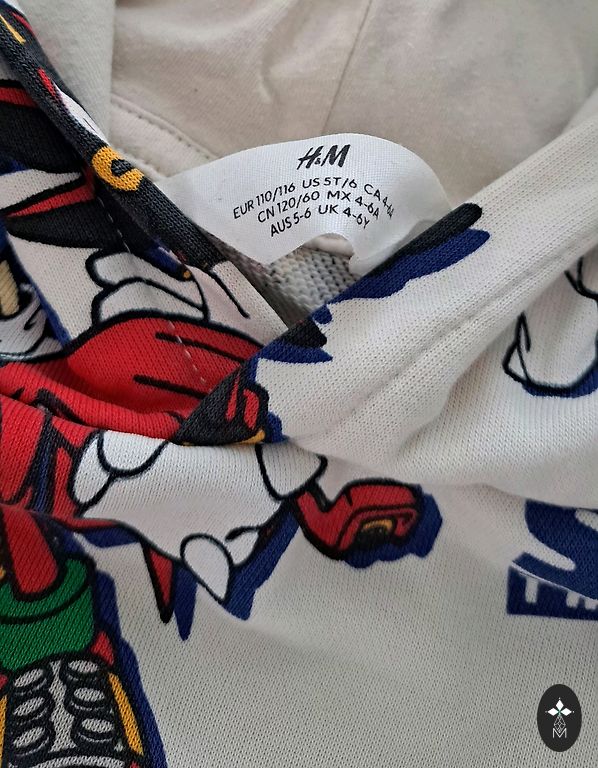 H&M
EUR 110/116 US 5T/6 CA 4-6A
CN 120/60 MX 4-6A
AUS 5-6 UK 4-6Y